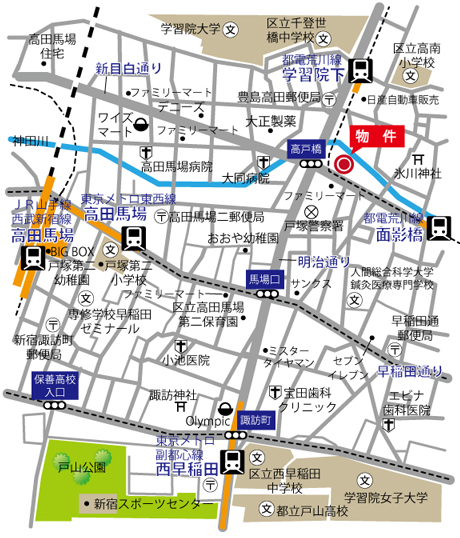 学習院大学
文
区立千登世
橋中学校
文
高田馬場
住宅
都電荒川線
学習院下
区立高南
小学校
文
新目白通り
ファミリーマート
デニーズ
豊島高田郵便局
日産自動車販売
ワイズ
マート
ファミリーマート
大正製薬
物 件
神田川
高戸橋
高田馬場病院
大同病院
氷川神社
JR山手線
西武新宿線
高田馬場
東京メトロ東西線
高田馬場
ファミリーマート
高田馬場二郵便局
戸塚警察署
都電荒川線
面影橋
おおや幼稚園
BIG BOX
文
戸塚第二
幼稚園
戸塚第二
小学校
明治通り
馬場口
人間総合科学大学
鍼灸医療専門学校
文
ファミリーマート
サンクス
文
専修学校早稲田
ゼミナール
区立高田馬場
第二保育園
早稲田通
郵便局
新宿諏訪町
郵便局
小池医院
ミスター
タイヤマン
セブン
イレブン
早稲田通り
保善高校
入口
諏訪神社
Olympic
諏訪町
宝田歯科
クリニック
エビナ
歯科医院
東京メトロ
副都心線
西早稲田
文
区立西早稲田
中学校
文
学習院女子大学
戸山公園
新宿スポーツセンター
文
都立戸山高校